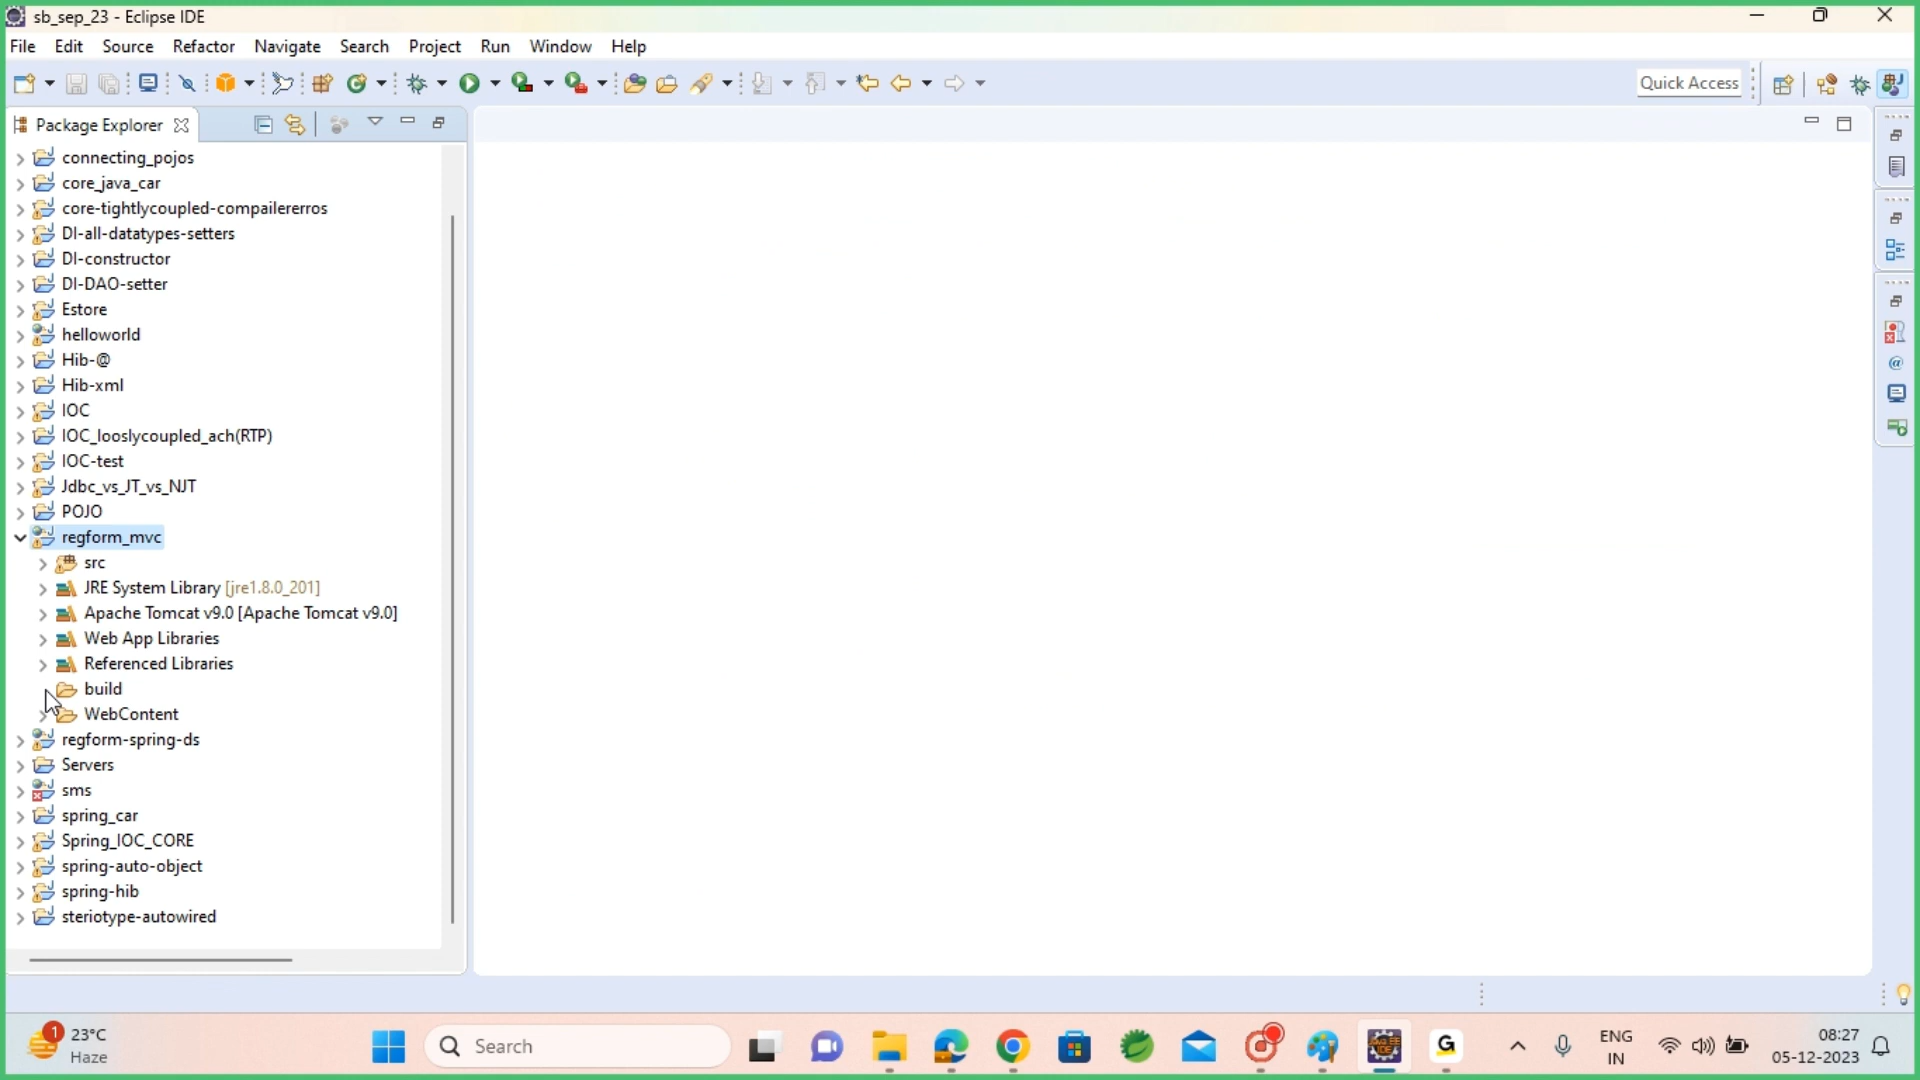 sb_sep_23 - Eclipse IDE
File Edit Source Refactor Navigate Search Project Run Window Help
Quick Access
Package Explorer
connecting_pojos
core_java_car
core-tightlycoupled-compailererros
DI-all-datatypes-setters
DI-constructor
DI-DAO-setter
Estore
helloworld
Hib-@
Hib-xml
IOC
IOC_looslycoupled_ach(RTP)
IOC-test
Jdbc_vs_JT_vs_NJT
POJO
regform_mvc
src
JRE System Library [jre1.8.0_201]
Apache Tomcat v9.0 [Apache Tomcat v9.0]
Web App Libraries
Referenced Libraries
build
WebContent
regform-spring-ds
Servers
sms
spring_car
Spring_IOC_CORE
spring-auto-object
spring-hib
steriotype-autowired
1
23°C
Haze
Search
G
ENG
IN
08:27
05-12-2023